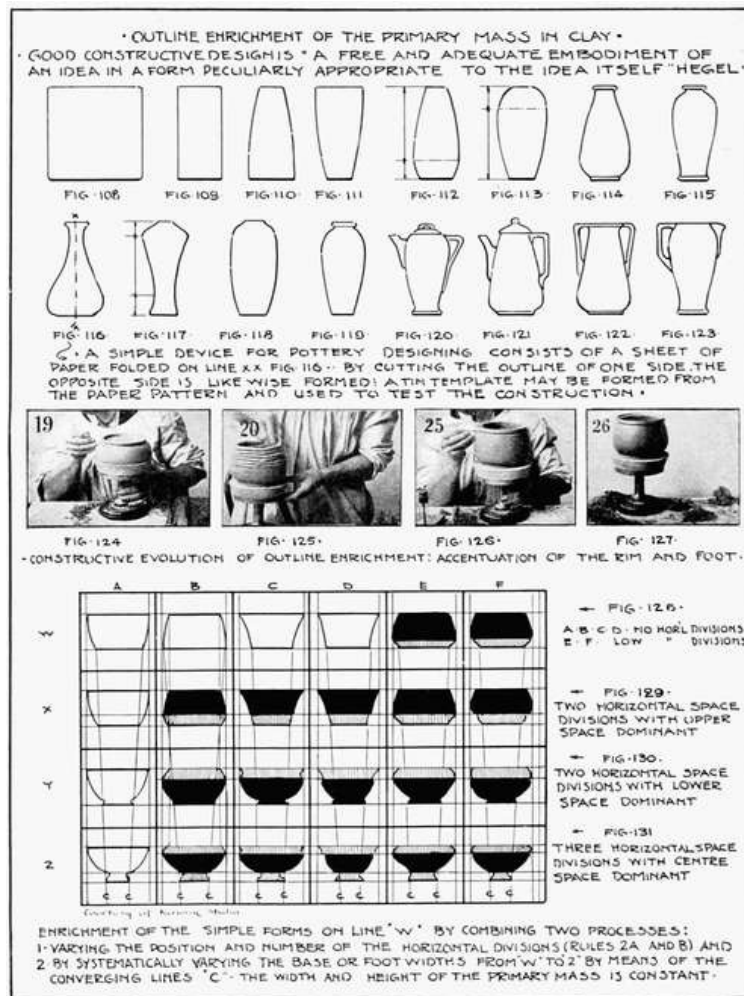 · OUTLINE ENRICHMENT OF THE PRIMARY MASS IN CLAY ·
· GOOD CONSTRUCTIVE DESIGN IS "A FREE AND ADEQUATE EMBODIMENT OF
AN IDEA IN A FORM PECULIARLY APPROPRIATE TO THE IDEA ITSELF" HEGEL·
FIG·108 FIG·109· FIG·110· FIG·111 FIG·112 FIG·113· FIG·114· FIG·115
X
X
FIG·116 FIG·117· FIG·118 FIG·119 FIG·120 FIG·121 FIG·122· FIG·123·
· A SIMPLE DEVICE FOR POTTERY DESIGNING CONSISTS OF A SHEET OF
PAPER FOLDED ON LINE XX FIG·116·· BY CUTTING THE OUTLINE OF ONE SIDE. THE
OPPOSITE SIDE IS LIKEWISE FORMED: A TIN TEMPLATE MAY BE FORMED FROM
THE PAPER PATTERN AND USED TO TEST THE CONSTRUCTION ·
19 20 25 26
FIG·124 FIG·125· FIG·126· FIG·127·
· CONSTRUCTIVE EVOLUTION OF OUTLINE ENRICHMENT: ACCENTUATION OF THE RIM AND FOOT ·
A B C D E F
W
FIG·128·
A·B·C·D· NO HOR'L DIVISIONS
E·F· LOW " DIVISIONS
X
FIG·129·
TWO HORIZONTAL SPACE
DIVISIONS WITH UPPER
SPACE DOMINANT
Y
FIG·130·
TWO HORIZONTAL SPACE
DIVISIONS WITH LOWER
SPACE DOMINANT
Z
FIG·131
THREE HORIZONTAL SPACE
DIVISIONS WITH CENTRE
SPACE DOMINANT
C C C C C C C C C C C C
Courtesy of
ENRICHMENT OF THE SIMPLE FORMS ON LINE "W" BY COMBINING TWO PROCESSES:
1· VARYING THE POSITION AND NUMBER OF THE HORIZONTAL DIVISIONS (RULES 2A AND B) AND
2· BY SYSTEMATICALLY VARYING THE BASE OR FOOT WIDTHS FROM "W" TO "Z" BY MEANS OF THE
CONVERGING LINES "C"· THE WIDTH AND HEIGHT OF THE PRIMARY MASS IS CONSTANT·